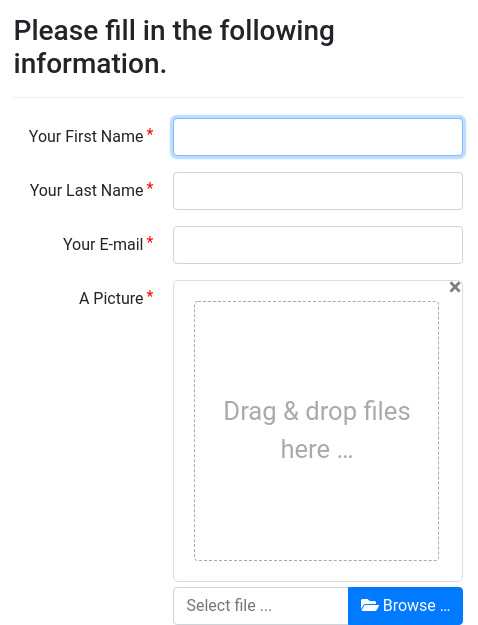 Please fill in the following
information.
Your First Name *
Your Last Name *
Your E-mail *
A Picture *
×
Drag & drop files
here ...
Select file ...
Browse ...